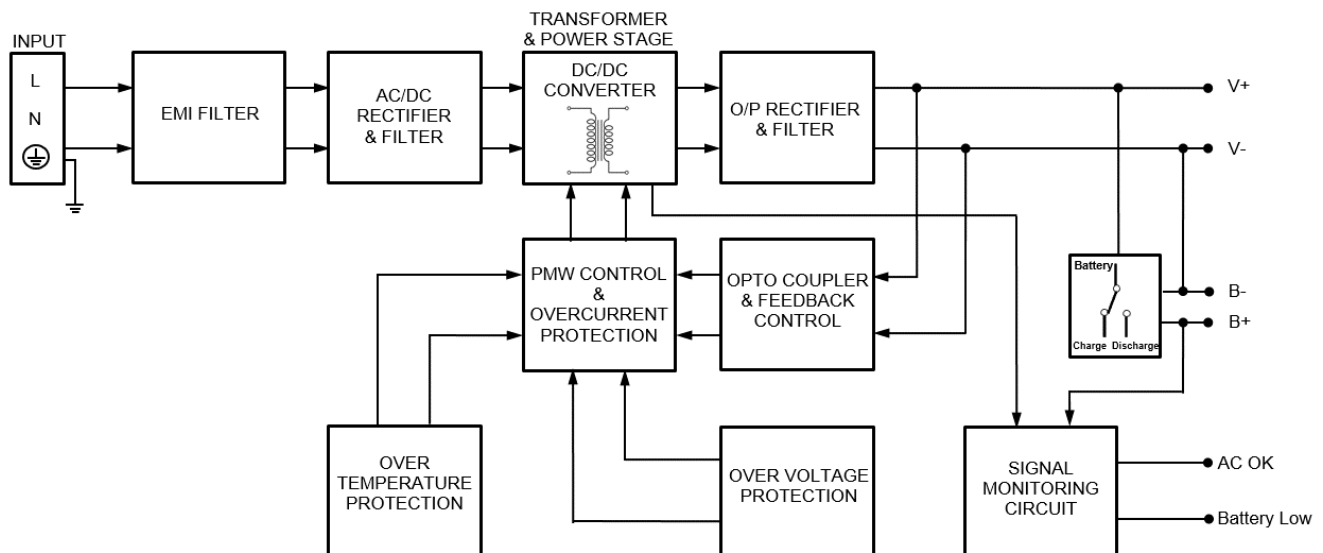 TRANSFORMER
& POWER STAGE
INPUT
L
N
EMI FILTER
AC/DC
RECTIFIER
& FILTER
DC/DC
CONVERTER
O/P RECTIFIER
& FILTER
V+
V-
PMW CONTROL
&
OVERCURRENT
PROTECTION
OPTO COUPLER
& FEEDBACK
CONTROL
Battery
Charge Discharge
B-
B+
OVER
TEMPERATURE
PROTECTION
OVER VOLTAGE
PROTECTION
SIGNAL
MONITORING
CIRCUIT
AC OK
Battery Low